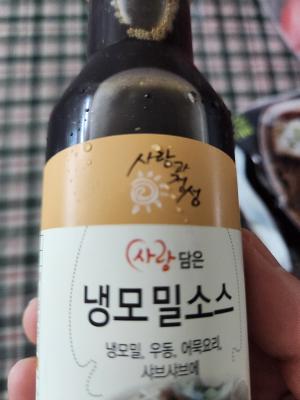 사랑과
정성
사랑 담은
냉모밀소스
냉모밀, 우동, 어묵요리,
샤브샤브에